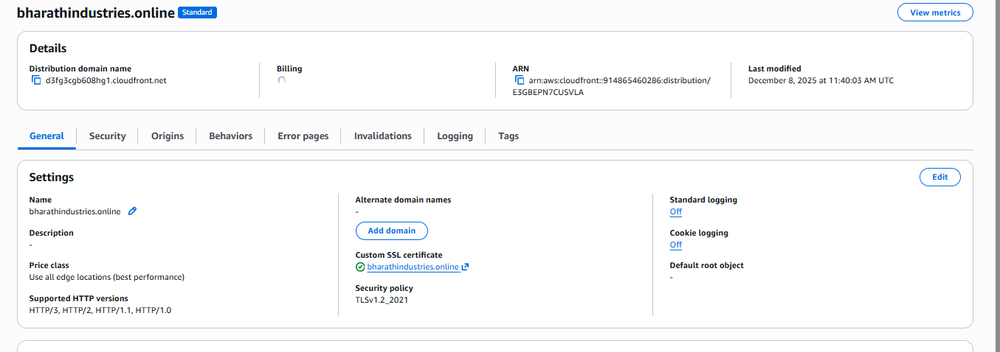 bharathindustries.online Standard View metrics
Details
Distribution domain name
d3fg3cgb608hg1.cloudfront.net
Billing
ARN
arn:aws:cloudfront::914865460286:distribution/
E3GBEPN7CUSVLA
Last modified
December 8, 2025 at 11:40:03 AM UTC
General Security Origins Behaviors Error pages Invalidations Logging Tags
Settings Edit
Name
bharathindustries.online
Description
-
Price class
Use all edge locations (best performance)
Supported HTTP versions
HTTP/3, HTTP/2, HTTP/1.1, HTTP/1.0
Alternate domain names
-
Add domain
Custom SSL certificate
bharathindustries.online
Security policy
TLSv1.2_2021
Standard logging
Off
Cookie logging
Off
Default root object
-